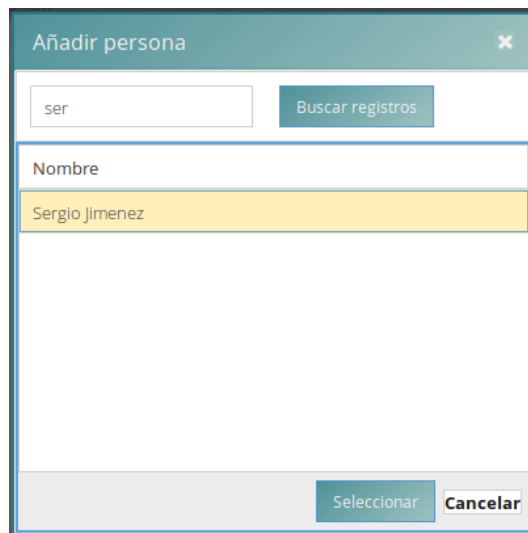 Añadir persona
ser
Buscar registros
Nombre
Sergio Jimenez
Seleccionar
Cancelar